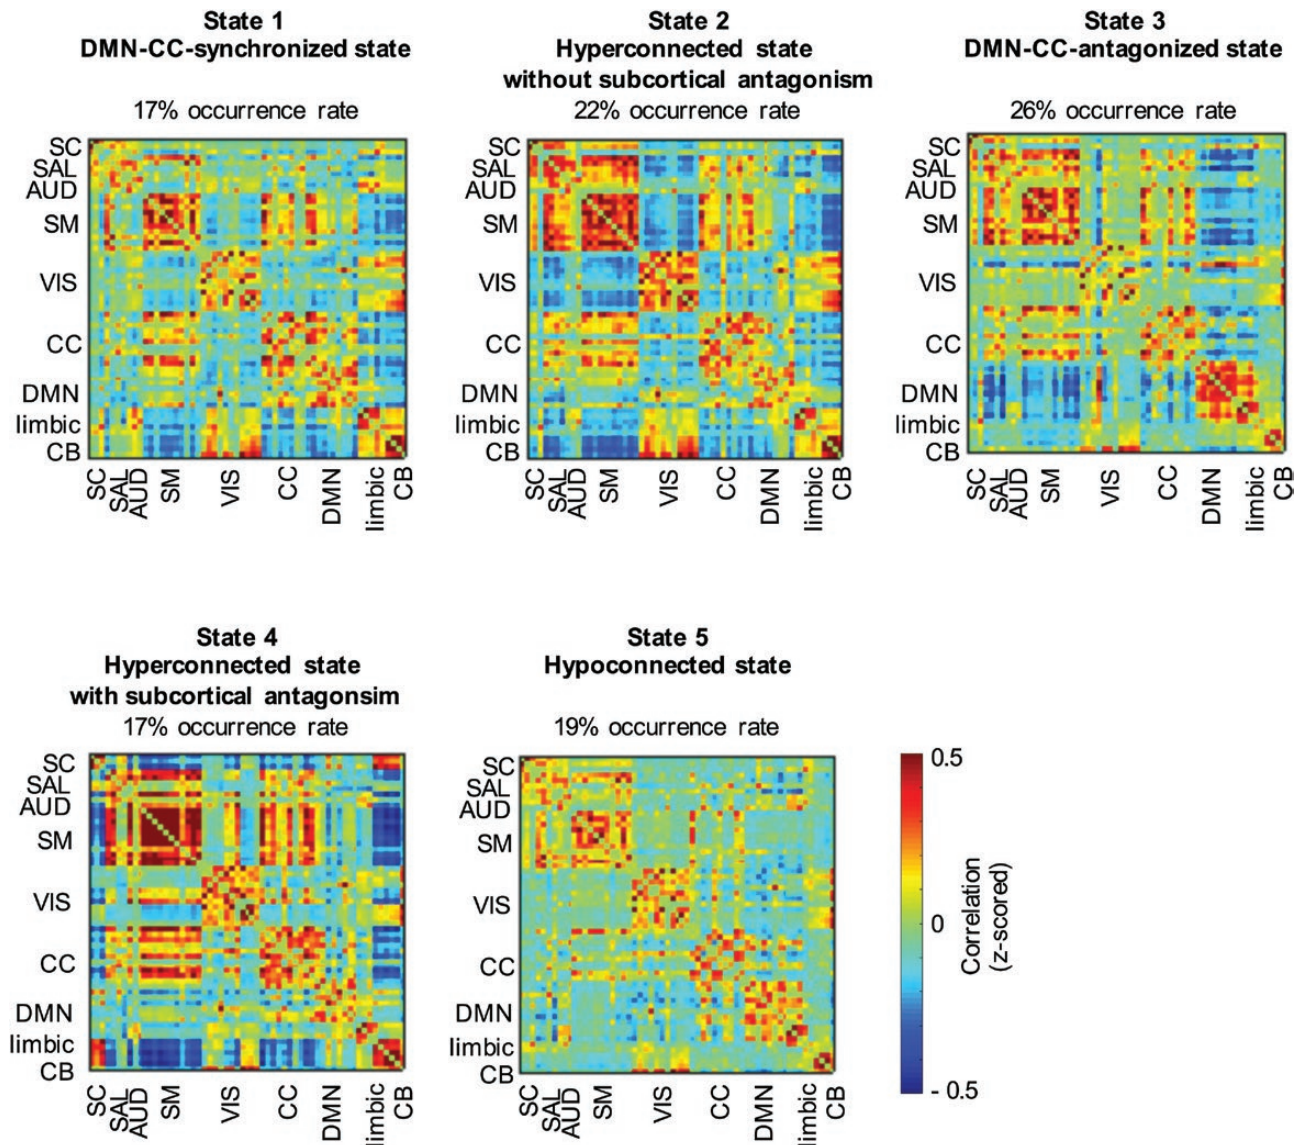 State 1
DMN-CC-synchronized state
17% occurrence rate
SC
SAL
AUD
SM
VIS
CC
DMN
limbic
CB
SC
SAL
AUD
SM
VIS
CC
DMN
limbic
CB
State 2
Hyperconnected state
without subcortical antagonism
22% occurrence rate
SC
SAL
AUD
SM
VIS
CC
DMN
limbic
CB
SC
SAL
AUD
SM
VIS
CC
DMN
limbic
CB
State 3
DMN-CC-antagonized state
26% occurrence rate
SC
SAL
AUD
SM
VIS
CC
DMN
limbic
CB
SC
SAL
AUD
SM
VIS
CC
DMN
limbic
CB
State 4
Hyperconnected state
with subcortical antagonsim
17% occurrence rate
SC
SAL
AUD
SM
VIS
CC
DMN
limbic
CB
SC
SAL
AUD
SM
VIS
CC
DMN
limbic
CB
State 5
Hypoconnected state
19% occurrence rate
SC
SAL
AUD
SM
VIS
CC
DMN
limbic
CB
SC
SAL
AUD
SM
VIS
CC
DMN
limbic
CB
0.5
0
- 0.5
Correlation
(z-scored)